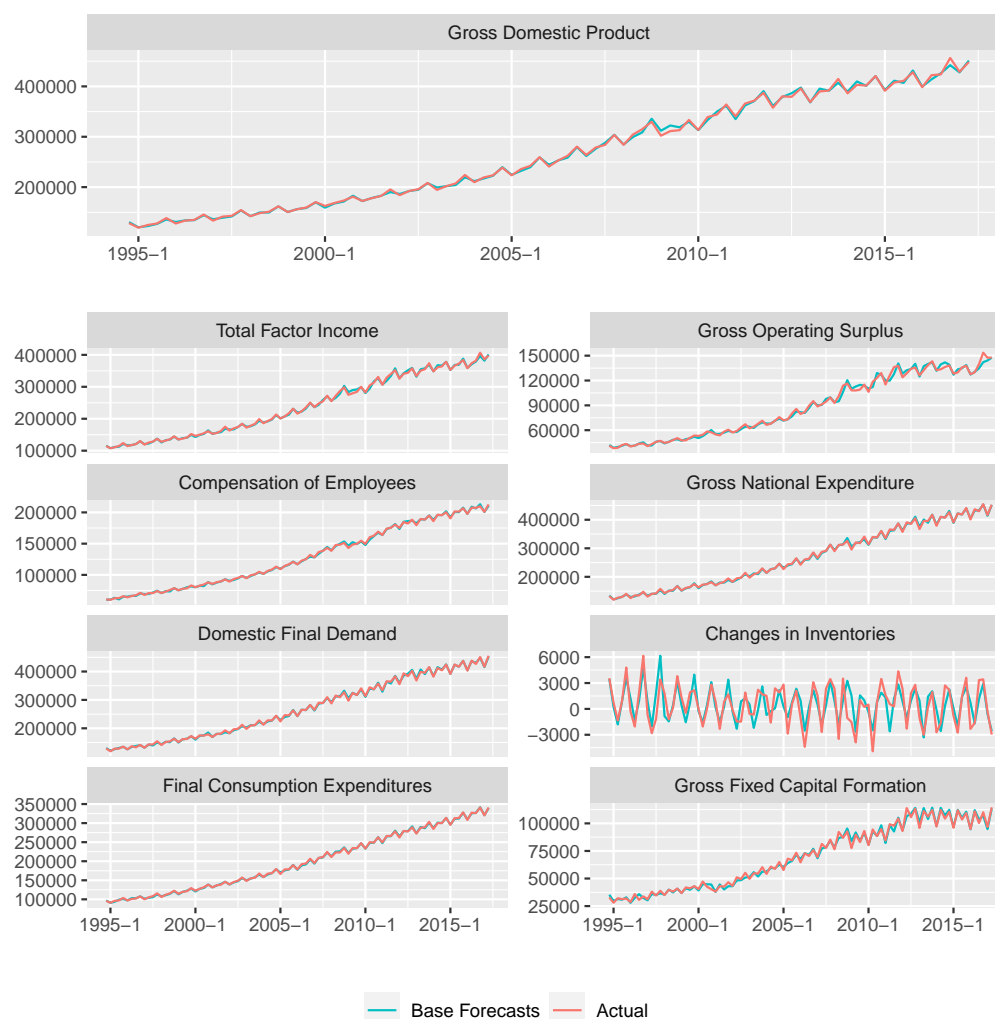 Gross Domestic Product
400000
300000
200000
1995−1 2000−1 2005−1 2010−1 2015−1
Total Factor Income
400000
300000
200000
100000
Gross Operating Surplus
150000
120000
90000
60000
Compensation of Employees
200000
150000
100000
Gross National Expenditure
400000
300000
200000
Domestic Final Demand
400000
300000
200000
Changes in Inventories
6000
3000
0
−3000
Final Consumption Expenditures
350000
300000
250000
200000
150000
100000
1995−1 2000−1 2005−1 2010−1 2015−1
Gross Fixed Capital Formation
100000
75000
50000
25000
1995−1 2000−1 2005−1 2010−1 2015−1
Base Forecasts Actual